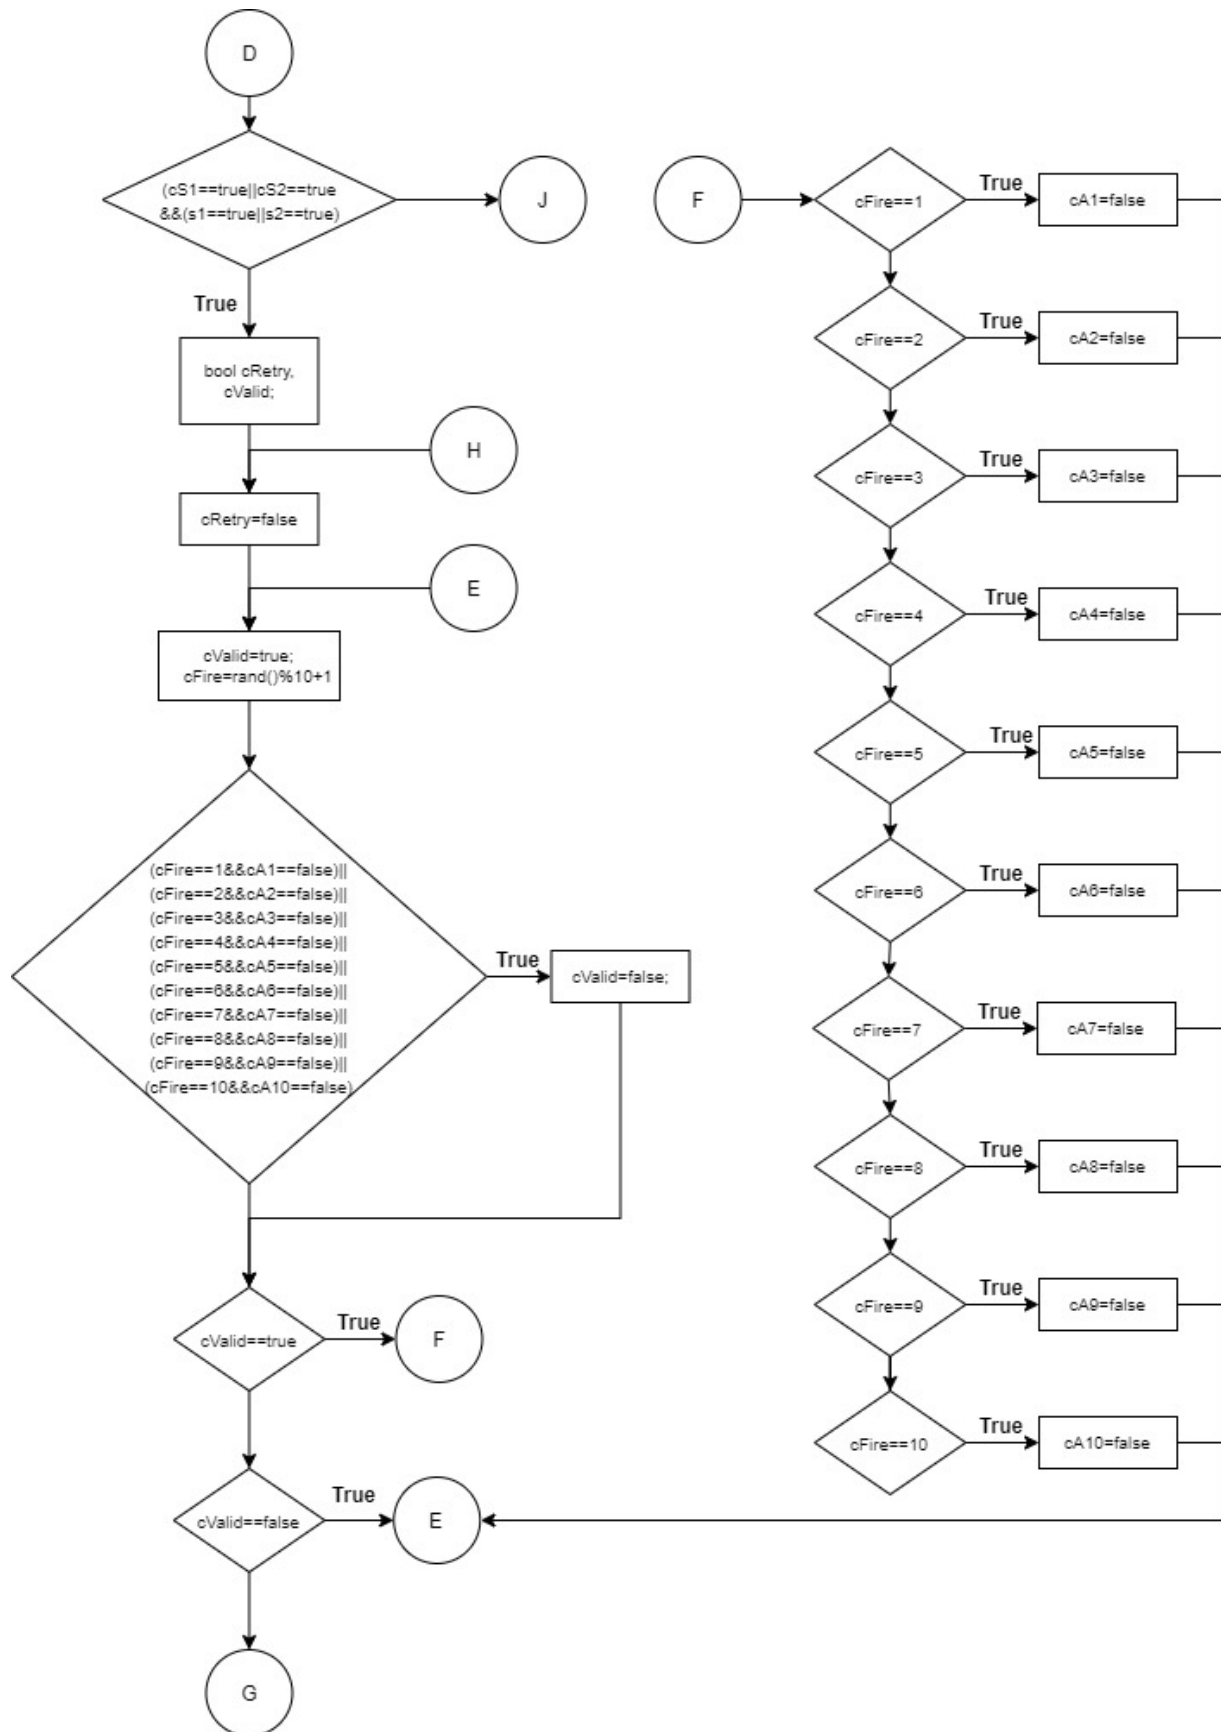 D
(cS1==true||cS2==true
&&(s1==true||s2==true)
J
True
bool cRetry,
cValid;
H
cRetry=false
E
cValid=true;
cFire=rand()%10+1
(cFire==1&&cA1==false)||
(cFire==2&&cA2==false)||
(cFire==3&&cA3==false)||
(cFire==4&&cA4==false)||
(cFire==5&&cA5==false)||
(cFire==6&&cA6==false)||
(cFire==7&&cA7==false)||
(cFire==8&&cA8==false)||
(cFire==9&&cA9==false)||
(cFire==10&&cA10==false)
True
cValid=false;
cValid==true
True
F
cValid==false
True
E
G
F
cFire==1
True
cA1=false
cFire==2
True
cA2=false
cFire==3
True
cA3=false
cFire==4
True
cA4=false
cFire==5
True
cA5=false
cFire==6
True
cA6=false
cFire==7
True
cA7=false
cFire==8
True
cA8=false
cFire==9
True
cA9=false
cFire==10
True
cA10=false